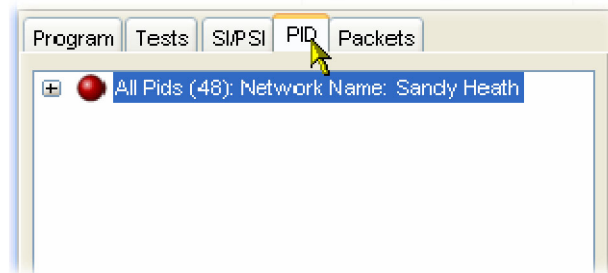 Program Tests SI/PSI PID Packets
All Pids (48): Network Name: Sandy Heath